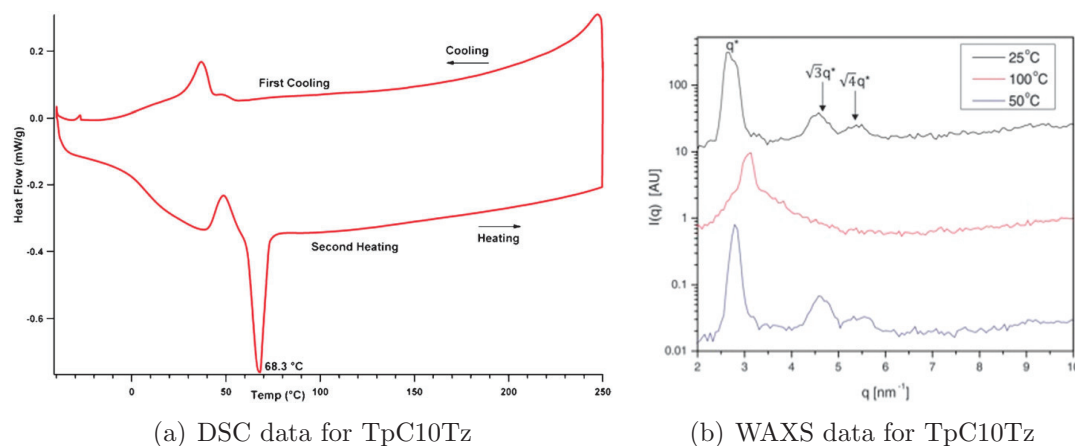 0.2
0.0
-0.2
-0.4
-0.6
Heat Flow (mW/g)
Cooling
First Cooling
Second Heating
Heating
68.3 °C
0
50
100
150
200
250
Temp (°C)
(a) DSC data for TpC10Tz
100
10
1
0.1
0.01
I(q) [AU]
q*
√3q*
√4q*
25°C
100°C
50°C
2
3
4
5
6
7
8
9
10
q [nm⁻¹]
(b) WAXS data for TpC10Tz